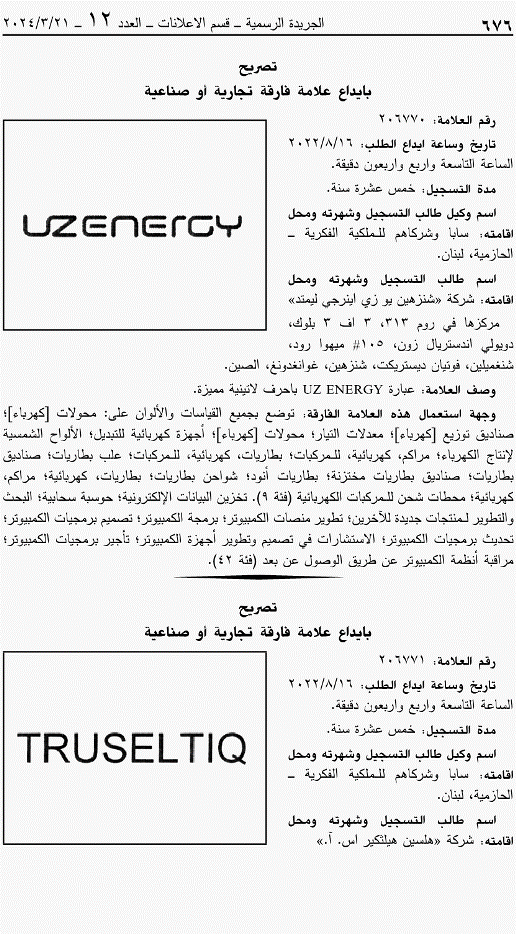 ٦٧٦
الجريدة الرسمية ــ قسم الاعلانات ــ العدد ١٢ ــ ٢٠٢٤/٣/٢١
تصريح
بايداع علامة فارقة تجارية أو صناعية
رقم العلامة: ٢٠٦٧٧٠
تاريخ وساعة ايداع الطلب: ٢٠٢٢/٨/١٦
الساعة التاسعة واربع واربعون دقيقة.
مدة التسجيل: خمس عشرة سنة.
اسم وكيل طالب التسجيل وشهرته ومحل
اقامته: سابا وشركاهم للملكية الفكرية ــ
الحازمية، لبنان.
اسم طالب التسجيل وشهرته ومحل
اقامته: شركة «شنزهين يو زي اينرجي ليمتد»
مركزها في روم ٣١٣، ٣ اف ٣ بلوك،
دويولي اندستريال زون، ١٠٥# ميهوا رود،
شنغميلين، فوتيان ديستريكت، شنزهين، غوانغدونغ، الصين.
UZENERGY
وصف العلامة: عبارة UZ ENERGY باحرف لاتينية مميزة.
وجهة استعمال هذه العلامة الفارقة: توضع بجميع القياسات والألوان على: محولات [كهرباء]؛
صناديق توزيع [كهرباء]؛ معدلات التيار؛ محولات [كهرباء]؛ أجهزة كهربائية للتبديل؛ الألواح الشمسية
لإنتاج الكهرباء؛ مراكم، كهربائية، للمركبات؛ بطاريات، كهربائية، للمركبات؛ علب بطاريات؛ صناديق
بطاريات؛ صناديق بطاريات مختزنة؛ بطاريات أنود؛ شواحن بطاريات؛ بطاريات، كهربائية؛ مراكم،
كهربائية؛ محطات شحن للمركبات الكهربائية (فئة ٩). تخزين البيانات الإلكترونية؛ حوسبة سحابية؛ البحث
والتطوير لمنتجات جديدة للآخرين؛ تطوير منصات الكمبيوتر؛ برمجة الكمبيوتر؛ تصميم برمجيات الكمبيوتر؛
تحديث برمجيات الكمبيوتر؛ الاستشارات في تصميم وتطوير أجهزة الكمبيوتر؛ تأجير برمجيات الكمبيوتر؛
مراقبة أنظمة الكمبيوتر عن طريق الوصول عن بعد (فئة ٤٢).
تصريح
بايداع علامة فارقة تجارية أو صناعية
رقم العلامة: ٢٠٦٧٧١
تاريخ وساعة ايداع الطلب: ٢٠٢٢/٨/١٦
الساعة التاسعة واربع واربعون دقيقة.
مدة التسجيل: خمس عشرة سنة.
اسم وكيل طالب التسجيل وشهرته ومحل
اقامته: سابا وشركاهم للملكية الفكرية ــ
الحازمية، لبنان.
اسم طالب التسجيل وشهرته ومحل
اقامته: شركة «هلسين هيلثكير اس. آ.»
TRUSELTIQ